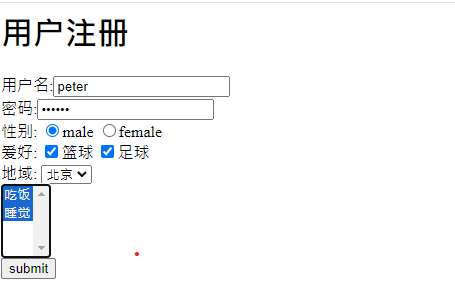 用户注册
用户名:peter
密码:••••••
性别: male female
爱好: 篮球 足球
地域: 北京
吃饭
睡觉
submit